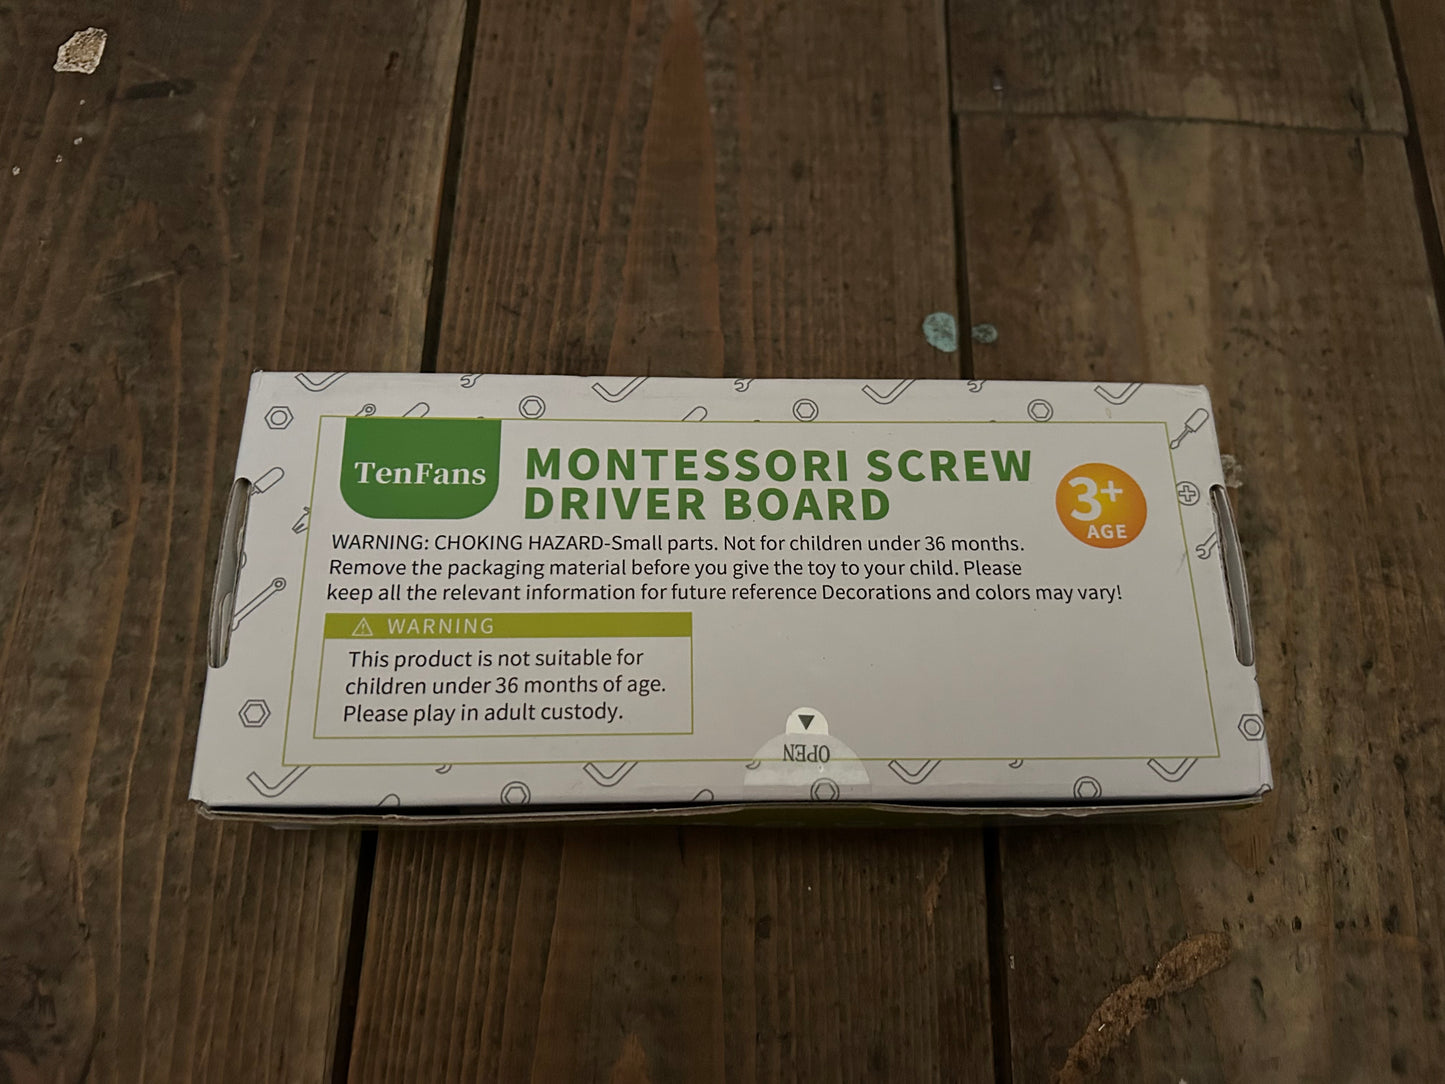 TenFans
MONTESSORI SCREW
DRIVER BOARD
3+
AGE
WARNING: CHOKING HAZARD-Small parts. Not for children under 36 months.
Remove the packaging material before you give the toy to your child. Please
keep all the relevant information for future reference Decorations and colors may vary!
WARNING
This product is not suitable for
children under 36 months of age.
Please play in adult custody.
OPEN